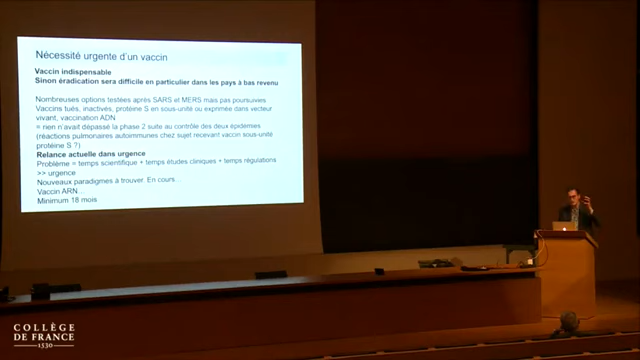 Nécessité urgente d'un vaccin
Vaccin indispensable
Sinon éradication sera difficile en particulier dans les pays à bas revenu
Nombreuses options testées après SARS et MERS mais pas poursuivies
Vaccins tués, inactivés, protéine S en sous-unité ou exprimée dans vecteur
vivant, vaccination ADN
= rien n'avait dépassé la phase 2 suite au contrôle des deux épidémies
(réactions pulmonaires autoimmunes chez sujet recevant vaccin sous-unité
protéine S ?)
Relance actuelle dans urgence
Problème = temps scientifique + temps études cliniques + temps régulations
>> urgence
Nouveaux paradigmes à trouver. En cours...
Vaccin ARN...
Minimum 18 mois
COLLÈGE
DE FRANCE
1530